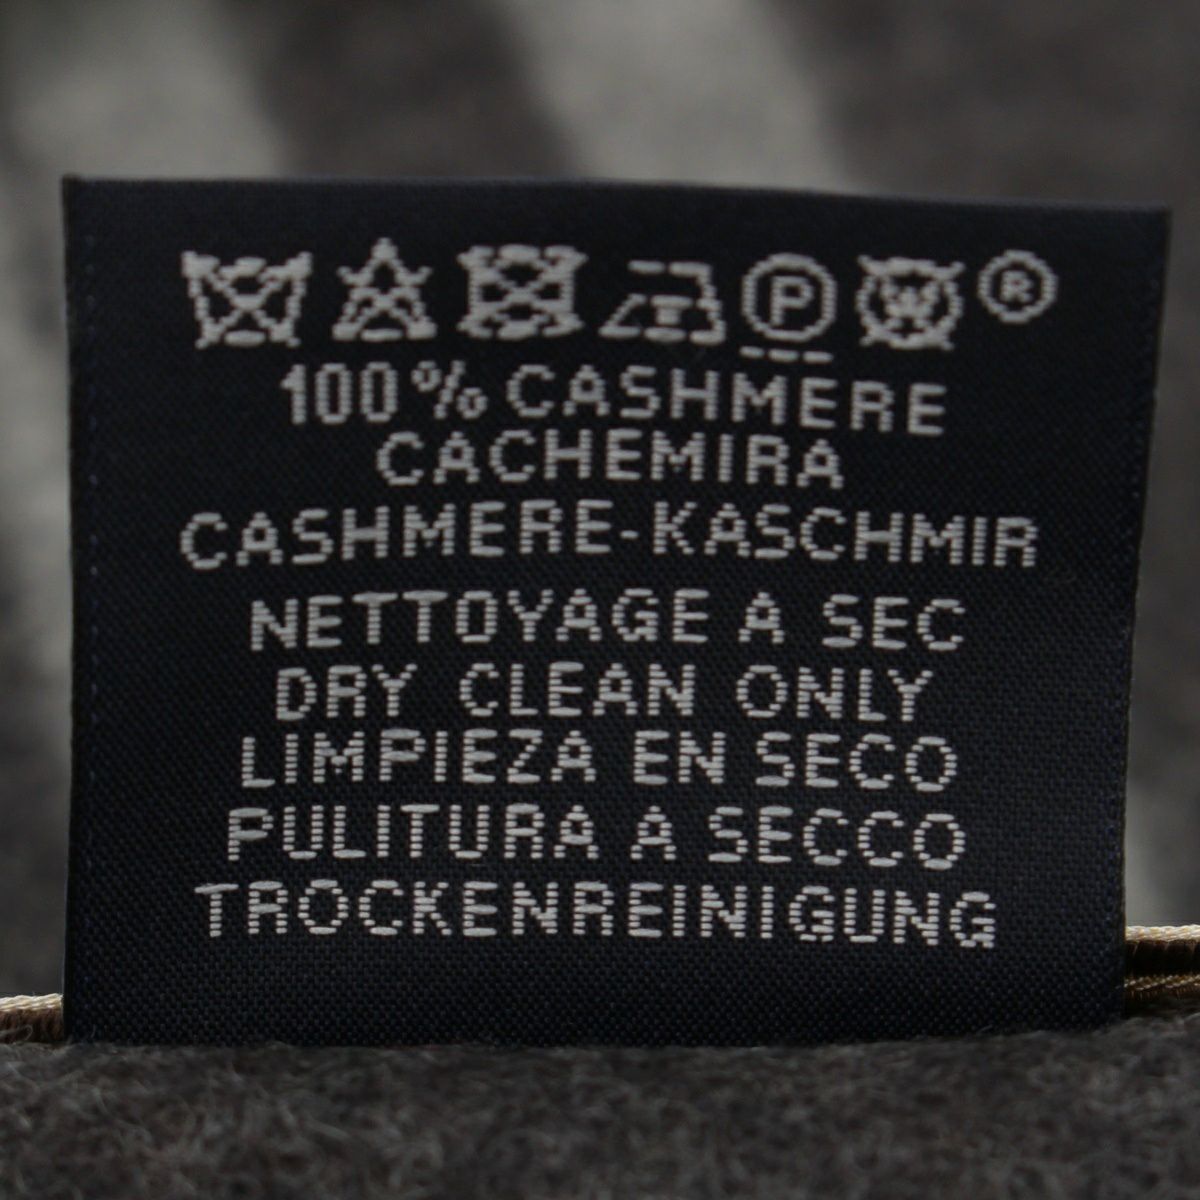 P W ®
100% CASHMERE
CACHEMIRA
CASHMERE-KASCHMIR
NETTOYAGE A SEC
DRY CLEAN ONLY
LIMPIEZA EN SECO
PULITURA A SECCO
TROCKENREINIGUNG